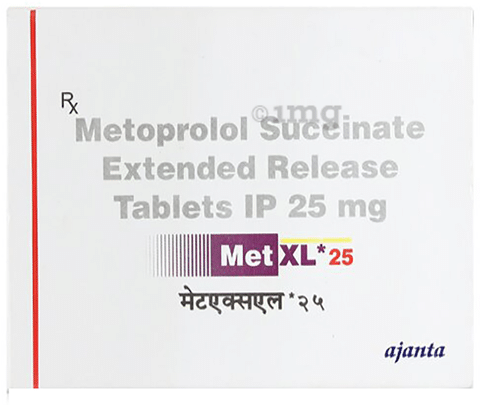 Rx
©1mg
Metoprolol Succinate
Extended Release
Tablets IP 25 mg
Met XL* 25
मेटएक्सएल *२५
ajanta